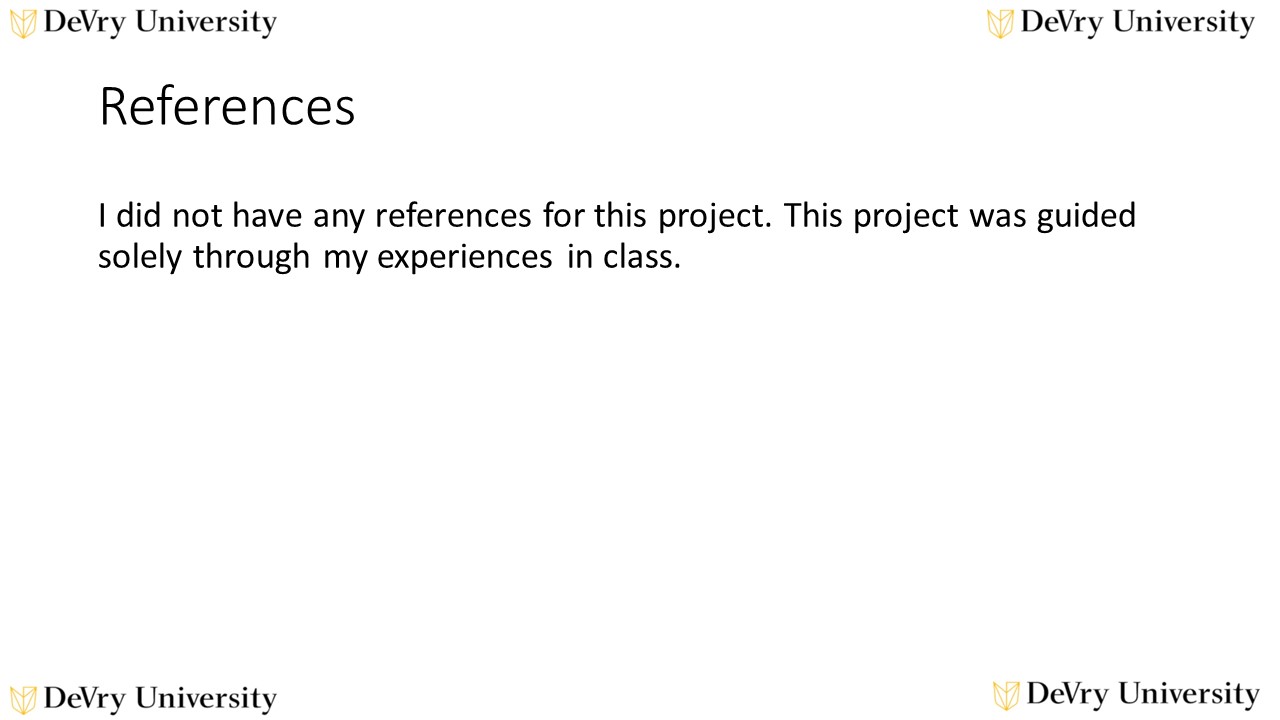 DeVry University
DeVry University
References
I did not have any references for this project. This project was guided
solely through my experiences in class.
DeVry University
DeVry University